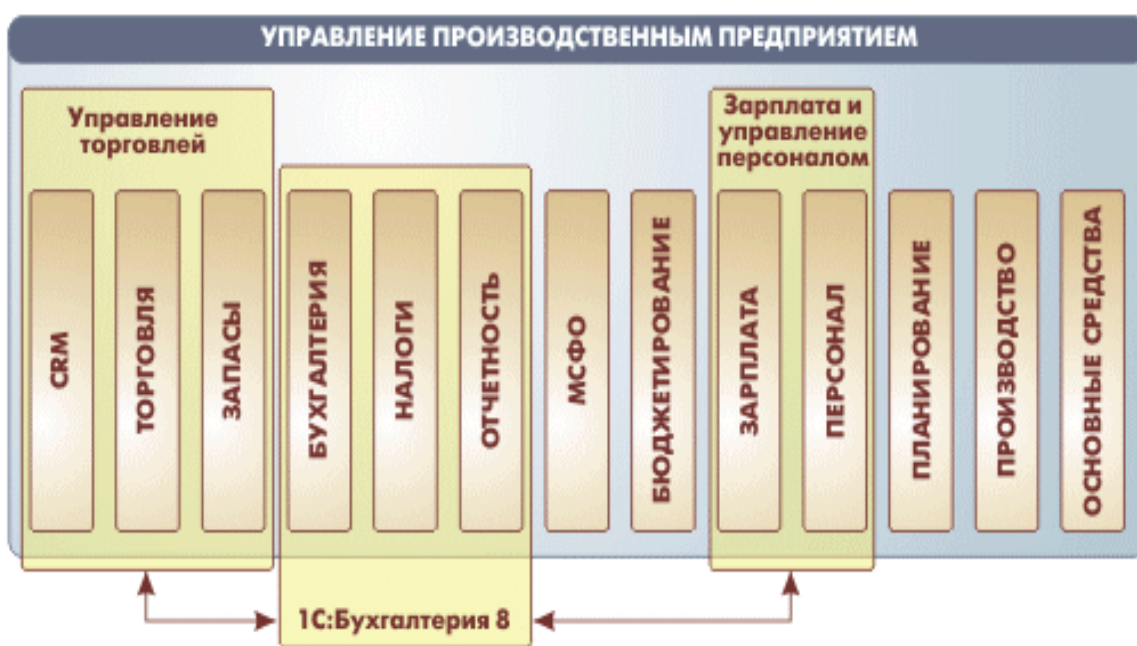 УПРАВЛЕНИЕ ПРОИЗВОДСТВЕННЫМ ПРЕДПРИЯТИЕМ
Управление
торговлей
Зарплата и
управление
персоналом
CRM
ТОРГОВЛЯ
ЗАПАСЫ
БУХГАЛТЕРИЯ
НАЛОГИ
ОТЧЕТНОСТЬ
МСФО
БЮДЖЕТИРОВАНИЕ
ЗАРПЛАТА
ПЕРСОНАЛ
ПЛАНИРОВАНИЕ
ПРОИЗВОДСТВО
ОСНОВНЫЕ СРЕДСТВА
1С:Бухгалтерия 8